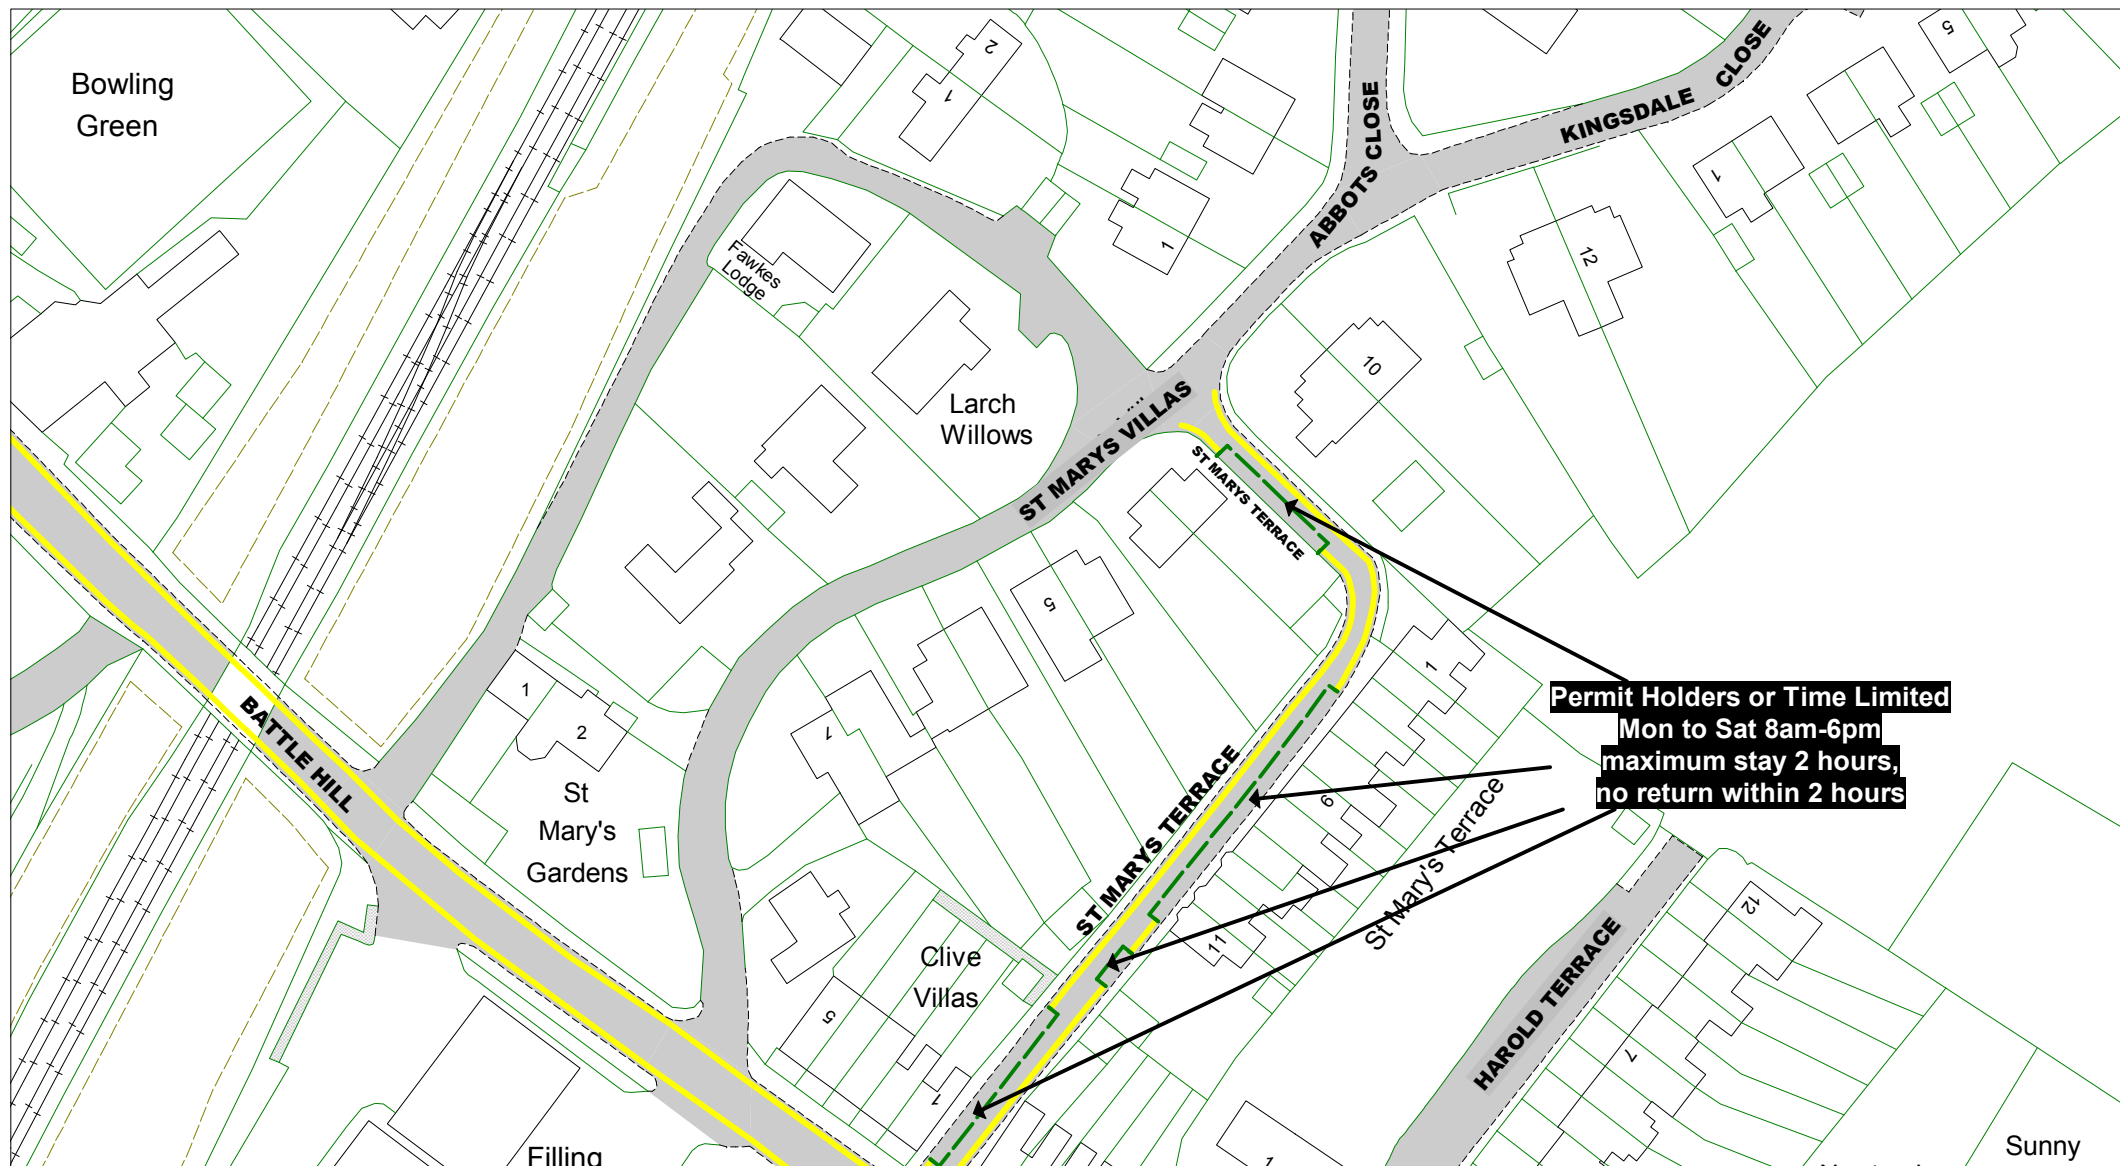 Bowling
Green
2
1
5
CLOSE
KINGSDALE
ABBOTS CLOSE
1
1
12
Fawkes
Lodge
10
Larch
Willows
ST MARYS VILLAS
ST MARYS TERRACE
5
1
Permit Holders or Time Limited
Mon to Sat 8am-6pm
maximum stay 2 hours,
no return within 2 hours
BATTLE HILL
1
2
1
St
Mary's
Gardens
ST MARYS TERRACE
9
St Mary's Terrace
11
12
HAROLD TERRACE
7
Clive
Villas
5
1
1
Filling
Sunny